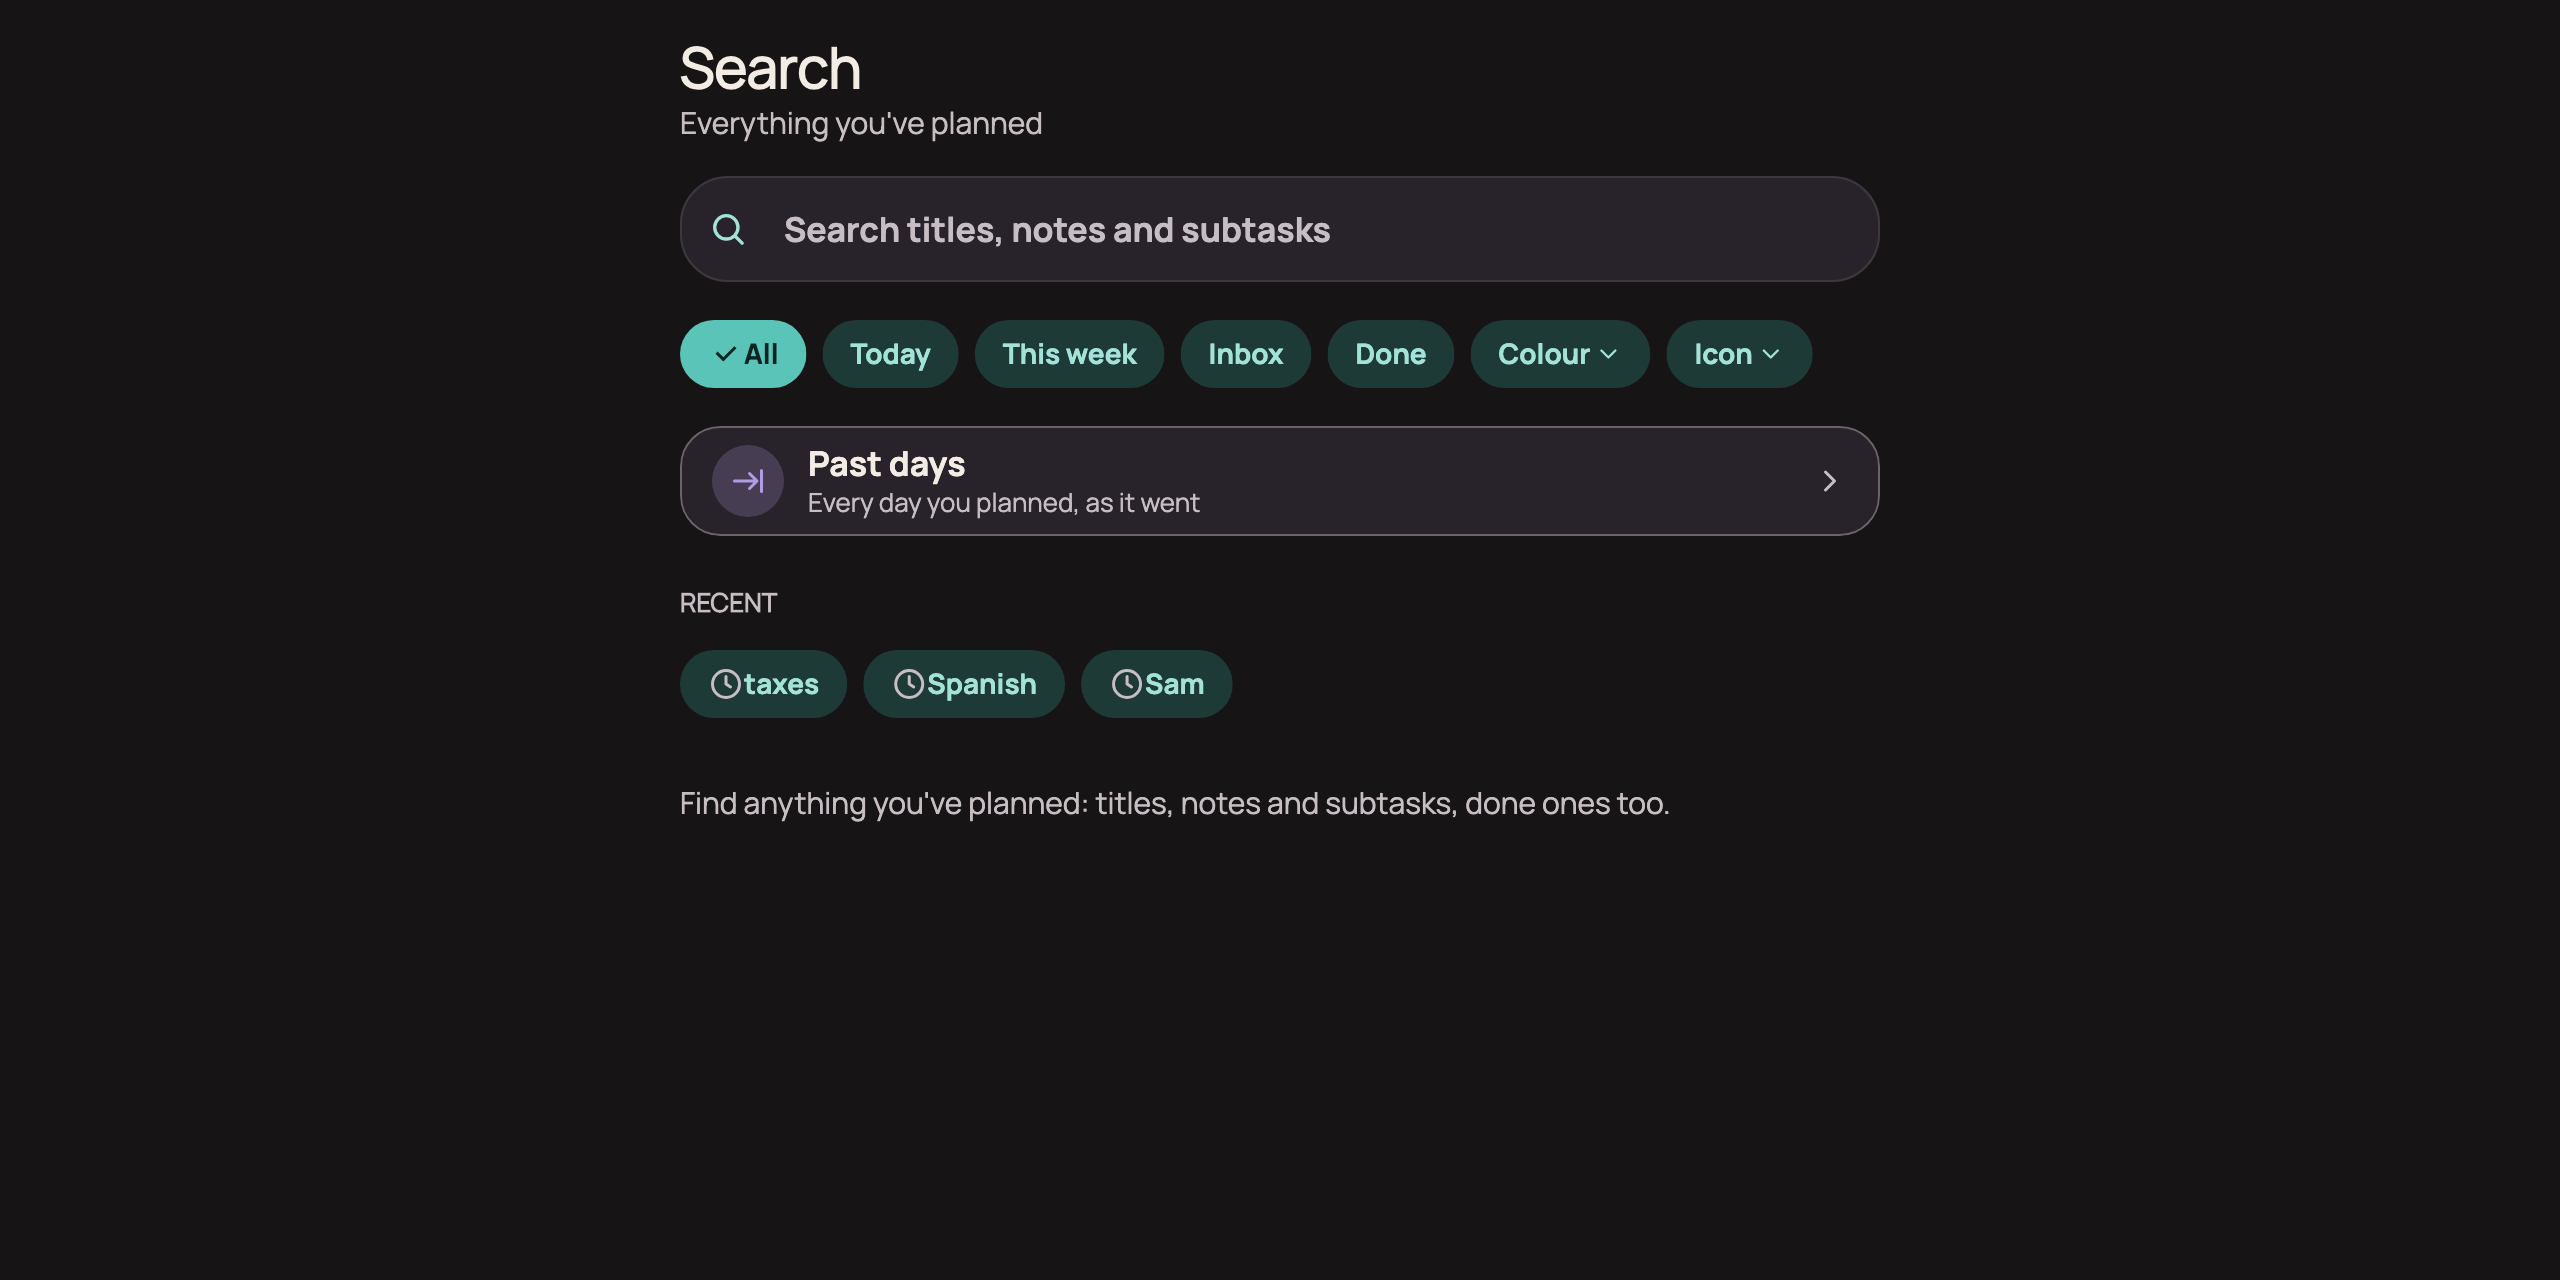 Search
Everything you've planned
Search titles, notes and subtasks
All Today This week Inbox Done Colour Icon
Past days
Every day you planned, as it went
RECENT
taxes Spanish Sam
Find anything you've planned: titles, notes and subtasks, done ones too.